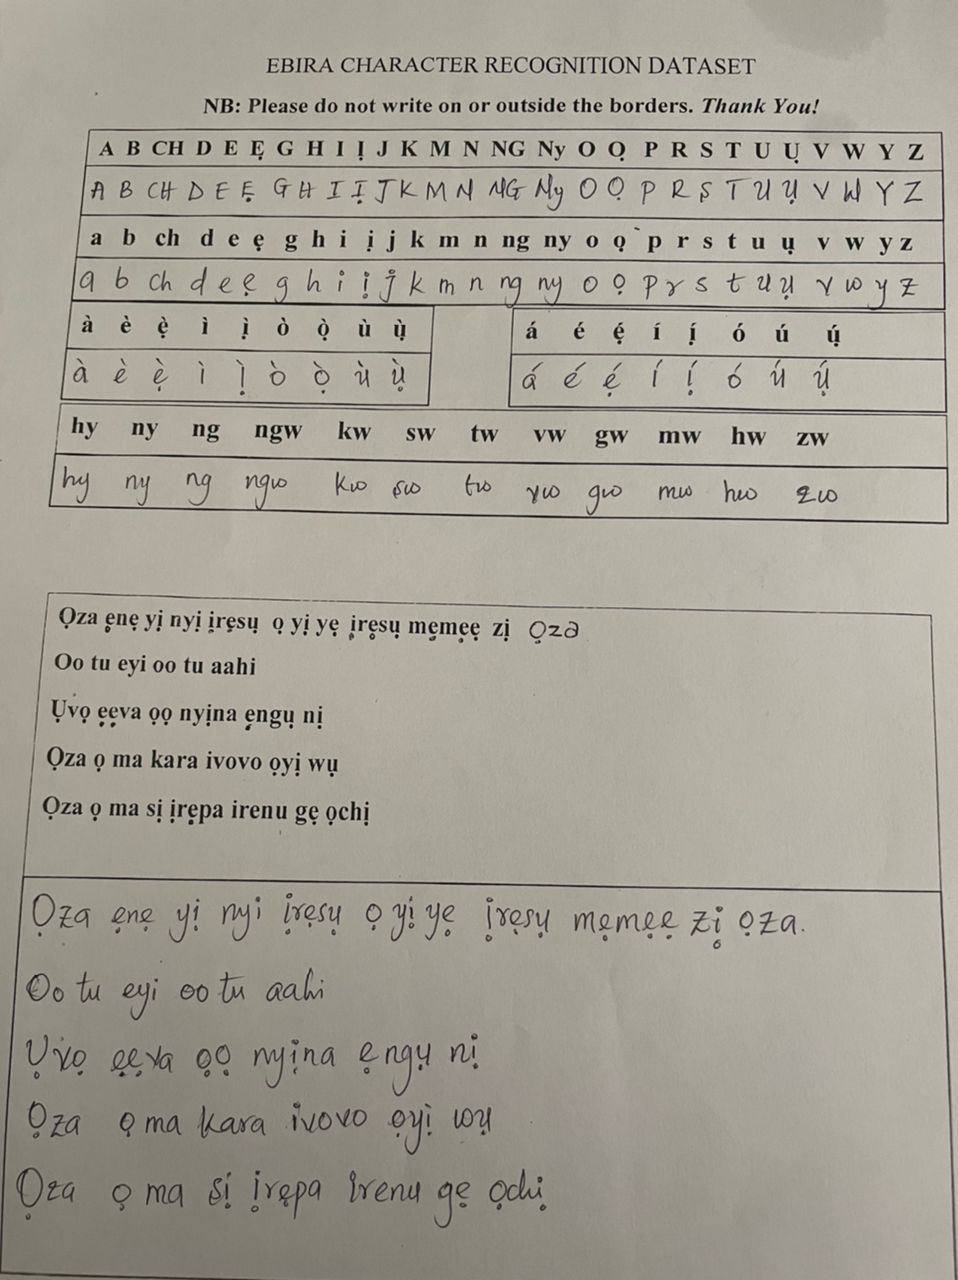 EBIRA CHARACTER RECOGNITION DATASET
NB: Please do not write on or outside the borders. Thank You!
A B CH D E Ẹ G H I Ị J K M N NG Ny O Ọ P R S T U Ụ V W Y Z
A B CH D E Ẹ G H I Ị J K M N NG Ny O Ọ P R S T U Ụ V W Y Z
a b ch d e ẹ g h i ị j k m n ng ny o ọ p r s t u ụ v w y z
a b ch d e ẹ g h i ị j k m n ng ny o ọ p r s t u ụ v w y z
à è ẹ̀ ì ị̀ ò ọ̀ ù ụ̀ á é ẹ́ í ị́ ó ú ụ́
à è ẹ̀ ì ị̀ ò ọ̀ ù ụ̀ á é ẹ́ í ị́ ó ú ụ́
hy ny ng ngw kw sw tw vw gw mw hw zw
hy ny ng ngw kw sw tw vw gw mw hw zw
Ọza ẹnẹ yị nyị ịrẹsụ ọ yị yẹ ịrẹsụ mẹmẹẹ zị Ọza
Oo tu eyi oo tu aahi
Ụvọ ẹẹva ọọ nyịna ẹngụ nị
Ọza ọ ma kara ivovo ọyị wụ
Ọza ọ ma sị ịrẹpa irenu gẹ ọchị
Ọza ẹnẹ yị nyi ịrẹsụ ọ yị yẹ ịrẹsụ mẹmẹẹ zị ọza.
Oo tu eyi oo tu aahi
Ụvọ ẹẹva ọọ nyịna ẹngụ nị
Ọza ọ ma kara ivovo ọyị wụ
Ọza ọ ma sị ịrẹpa irenu gẹ ọchị